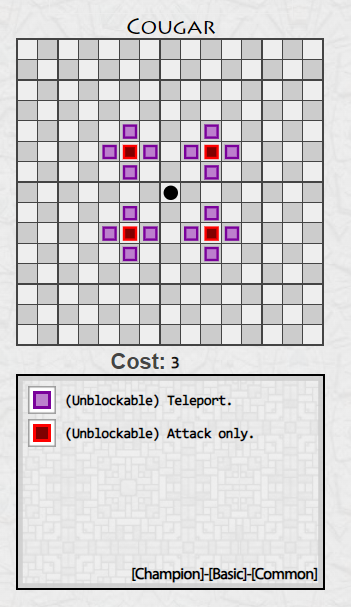 Cougar
Cost: 3
(Unblockable) Teleport.
(Unblockable) Attack only.
[Champion]-[Basic]-[Common]